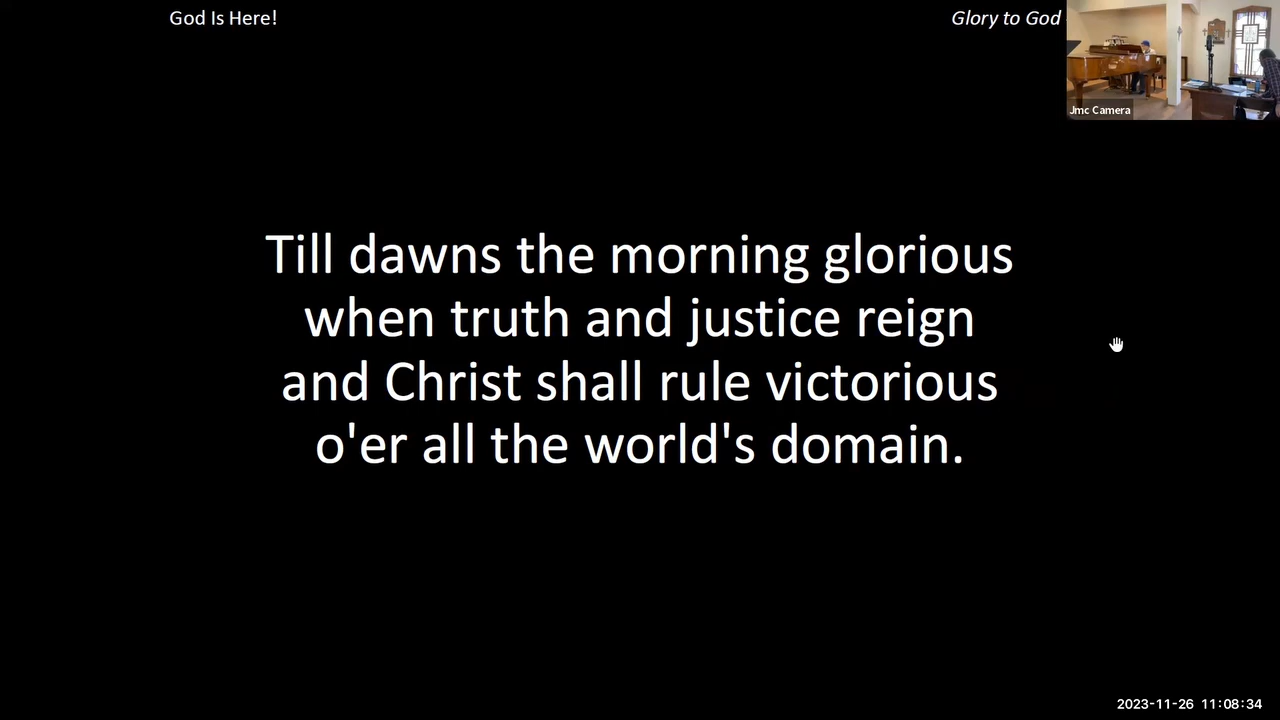 God Is Here!
Glory to God
Jmc Camera
Till dawns the morning glorious
when truth and justice reign
and Christ shall rule victorious
o'er all the world's domain.
2023-11-26 11:08:34